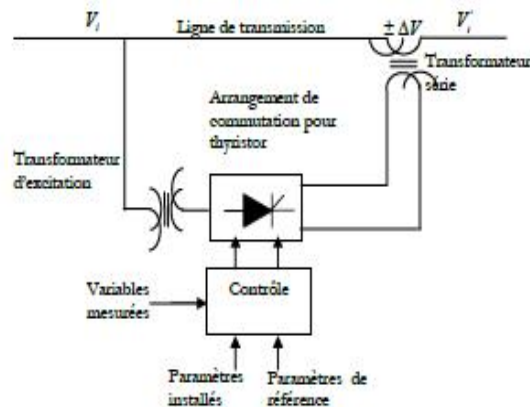 V_i
Ligne de transmission
± ΔV
V_i'
Transformateur
série
Arrangement de
commutation pour
thyristor
Transformateur
d'excitation
Variables
mesurées
Contrôle
Paramètres
installés
Paramètres de
référence